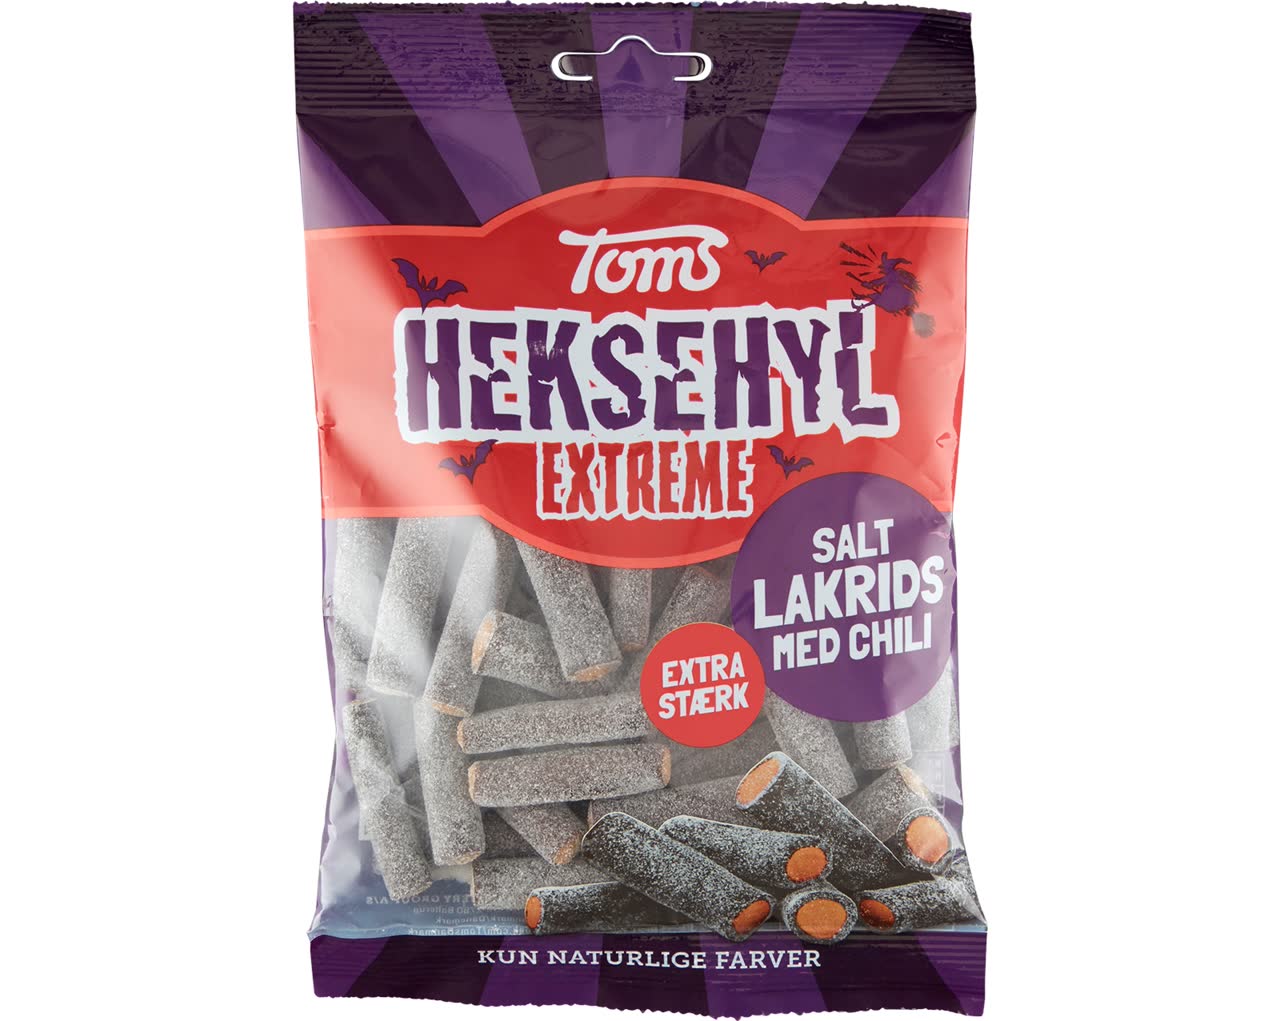 Toms
HEKSEHYL
EXTREME
SALT
LAKRIDS
MED CHILI
EXTRA
STÆRK
KUN NATURLIGE FARVER